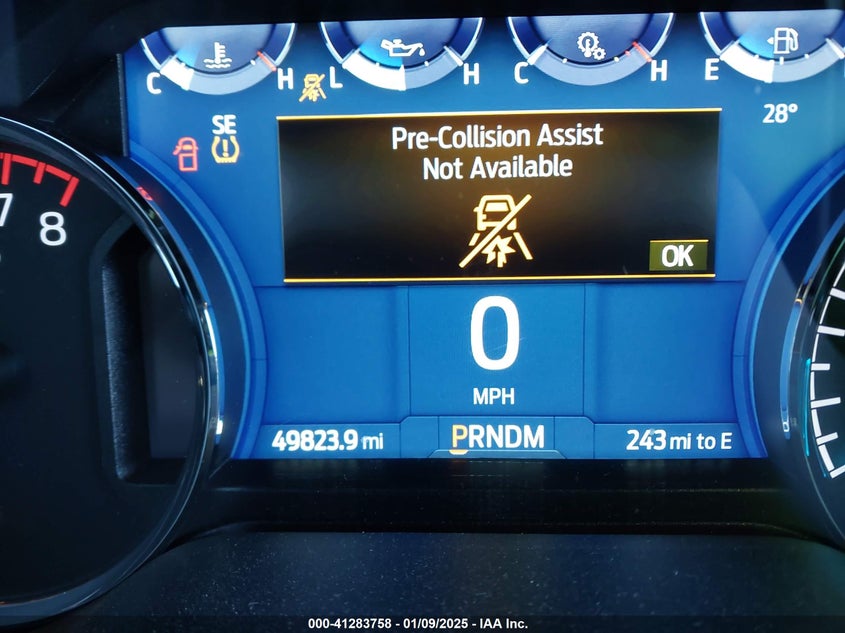 C H L H C H E
28°
SE
Pre-Collision Assist
Not Available
OK
7
8
0
MPH
49823.9 mi
PRNDM
243 mi to E
000-41283758 - 01/09/2025 - IAA Inc.